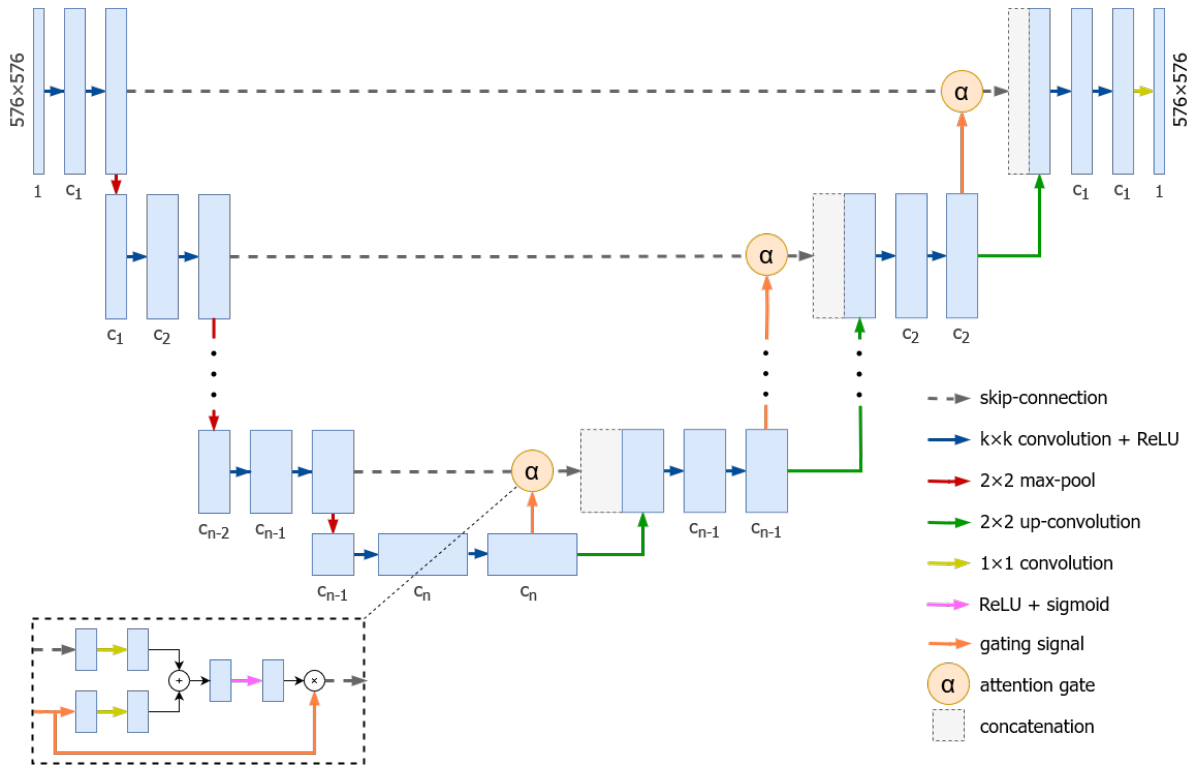 576×576
1
c1
α
c1
c1
1
576×576
c1
c2
α
c2
c2
cn-2
cn-1
α
cn-1
cn-1
cn-1
cn
cn
+
×
skip-connection
k×k convolution + ReLU
2×2 max-pool
2×2 up-convolution
1×1 convolution
ReLU + sigmoid
gating signal
α
attention gate
concatenation